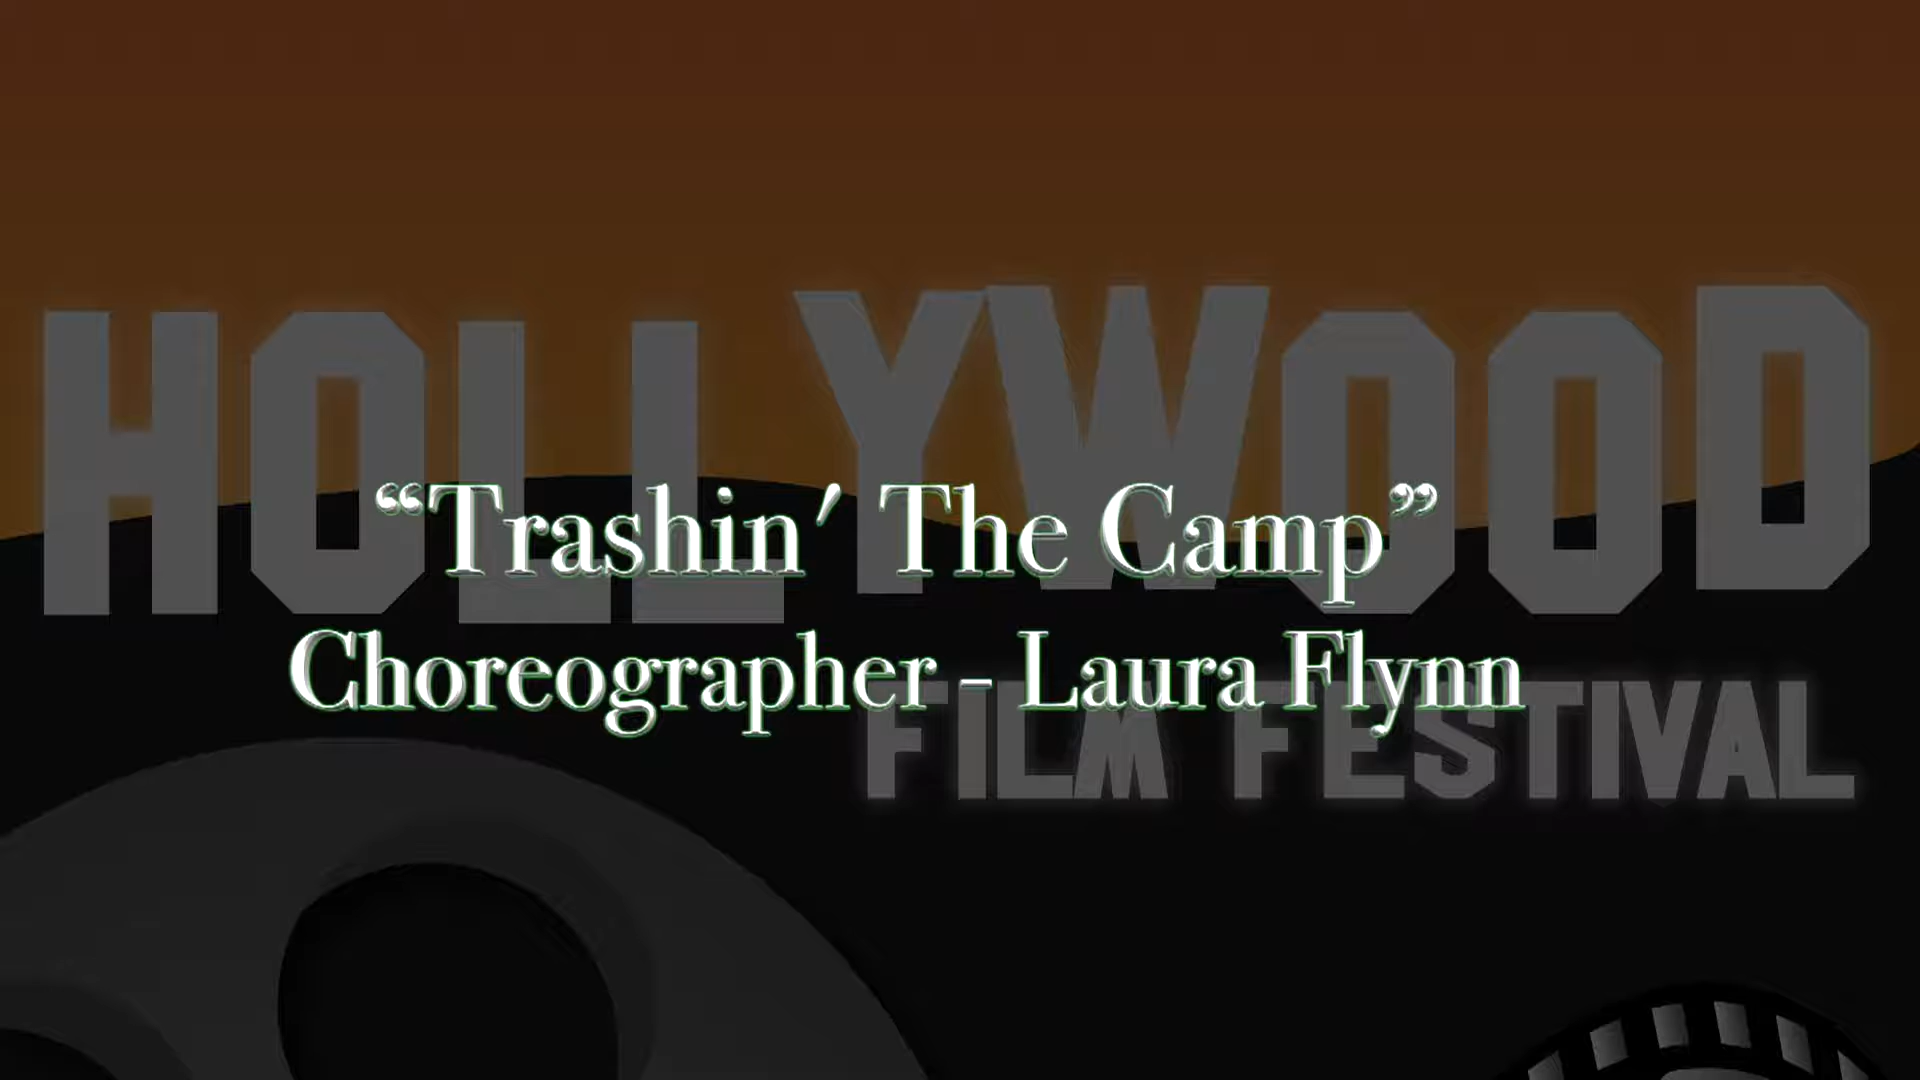 HOLLYWOOD
“Trashin' The Camp”
Choreographer - Laura Flynn
FILM FESTIVAL